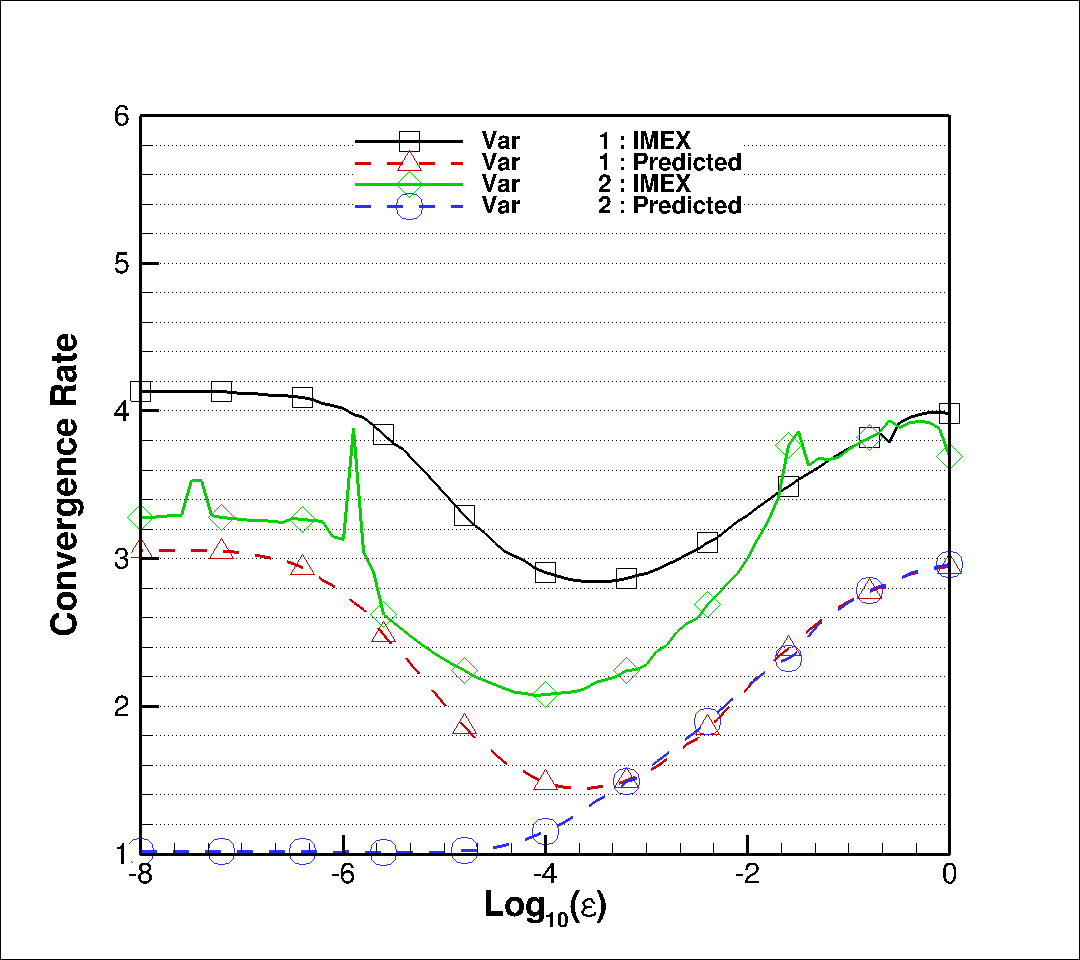 6
5
4
3
2
1
Convergence Rate
Var 1 : IMEX
Var 1 : Predicted
Var 2 : IMEX
Var 2 : Predicted
-8 -6 -4 -2 0
Log10(ε)